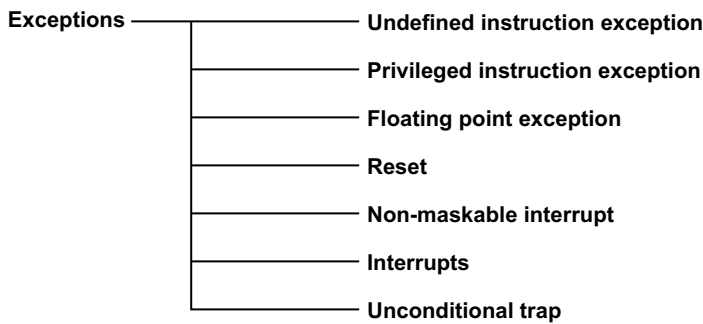 Exceptions
Undefined instruction exception
Privileged instruction exception
Floating point exception
Reset
Non-maskable interrupt
Interrupts
Unconditional trap